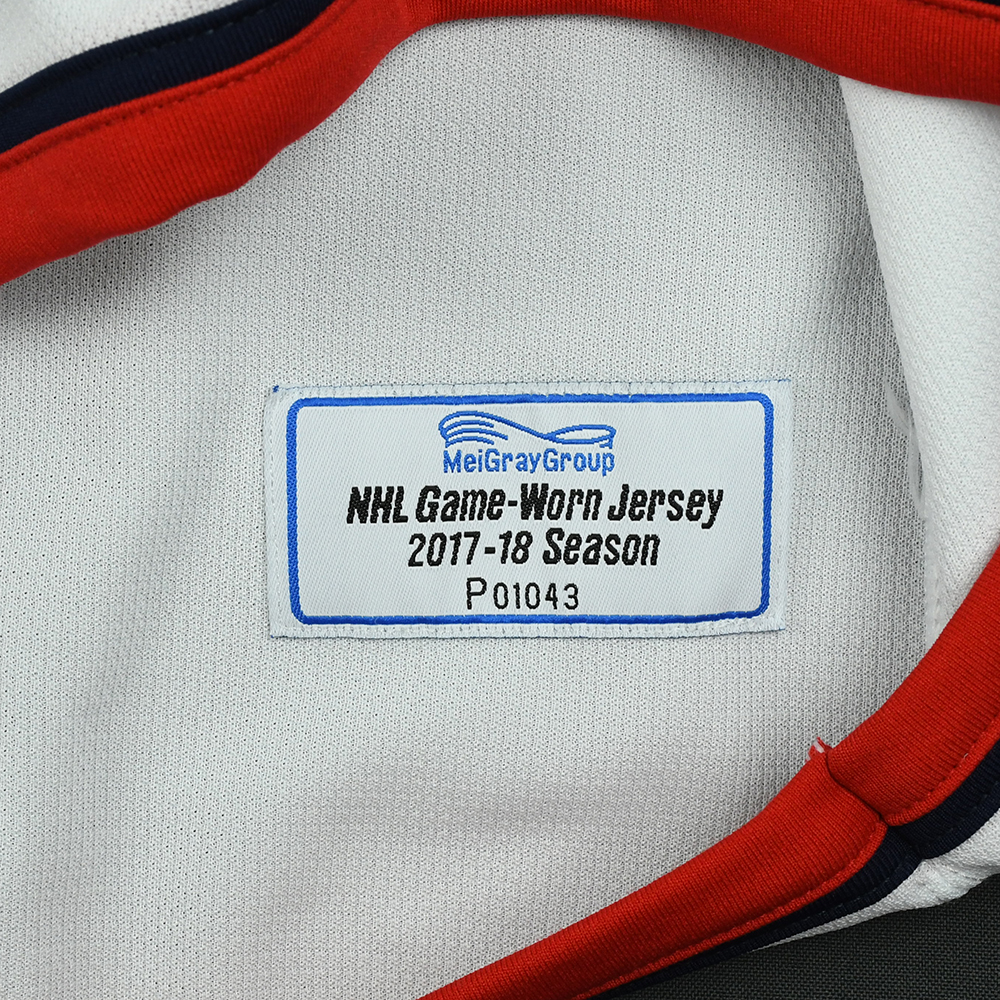 MeiGrayGroup
NHL Game-Worn Jersey
2017-18 Season
P01043